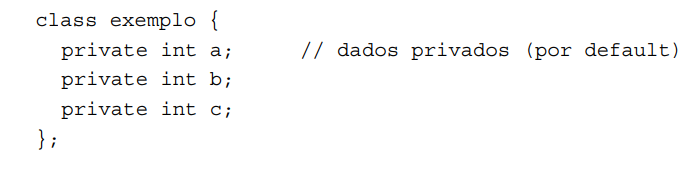 class exemplo {
private int a; // dados privados (por default)
private int b;
private int c;
};